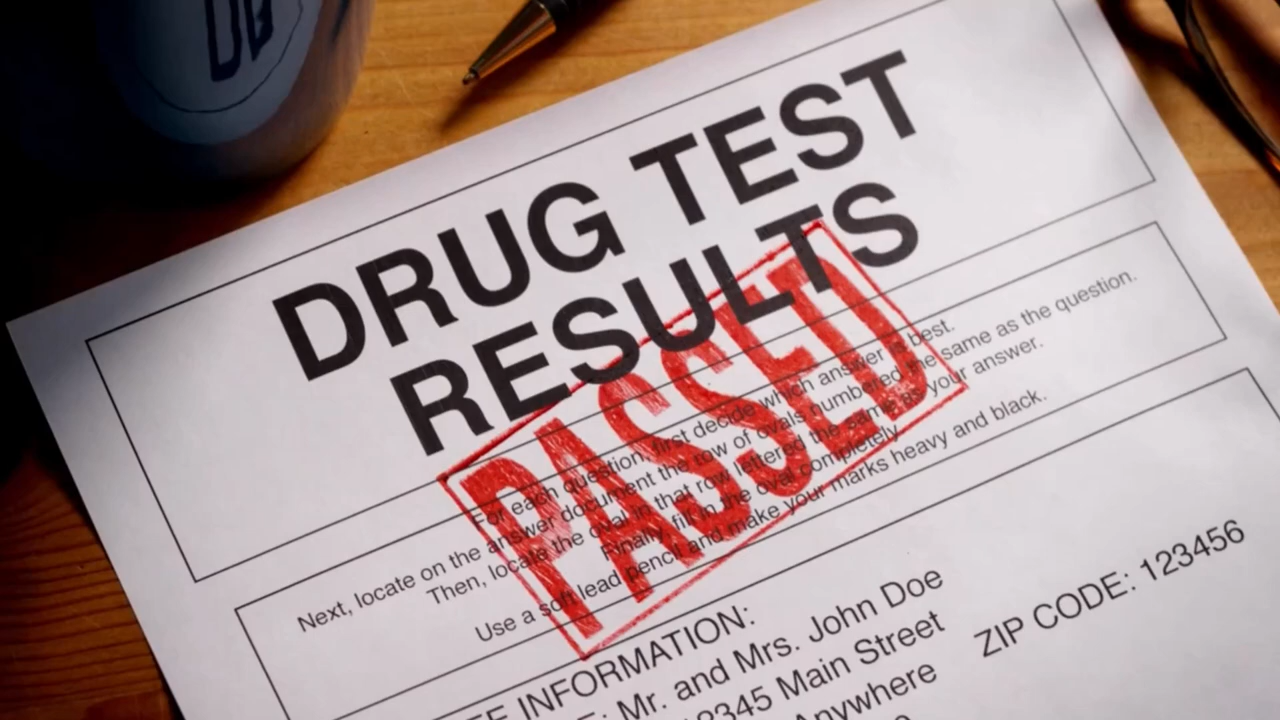 DRUG TEST
RESULTS
PASSED
For each question, first decide which answer is best.
Next, locate on the answer document the row of ovals numbered the same as the question.
Then, locate the oval in that row lettered the same as your answer.
Finally, fill in the oval completely.
Use a soft lead pencil and make your marks heavy and black.
INFORMATION:
Mr. and Mrs. John Doe
12345 Main Street
Anywhere
ZIP CODE: 123456